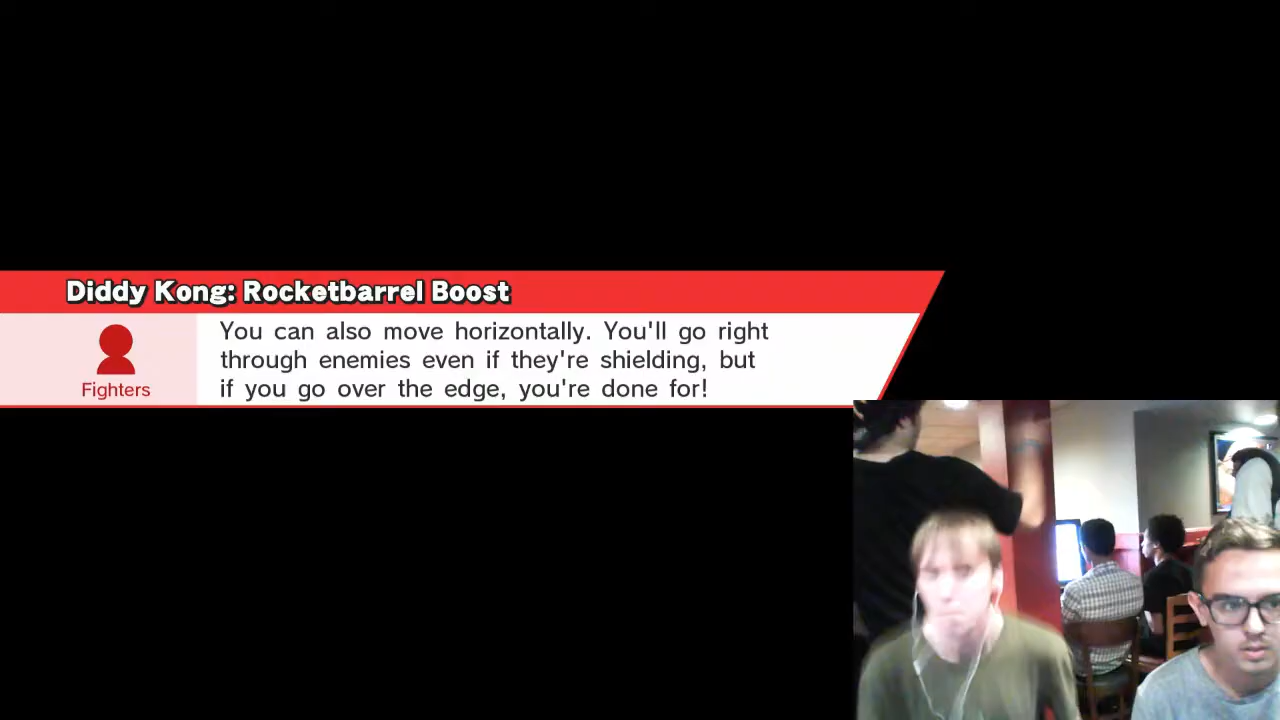 Diddy Kong: Rocketbarrel Boost
Fighters
You can also move horizontally. You'll go right
through enemies even if they're shielding, but
if you go over the edge, you're done for!